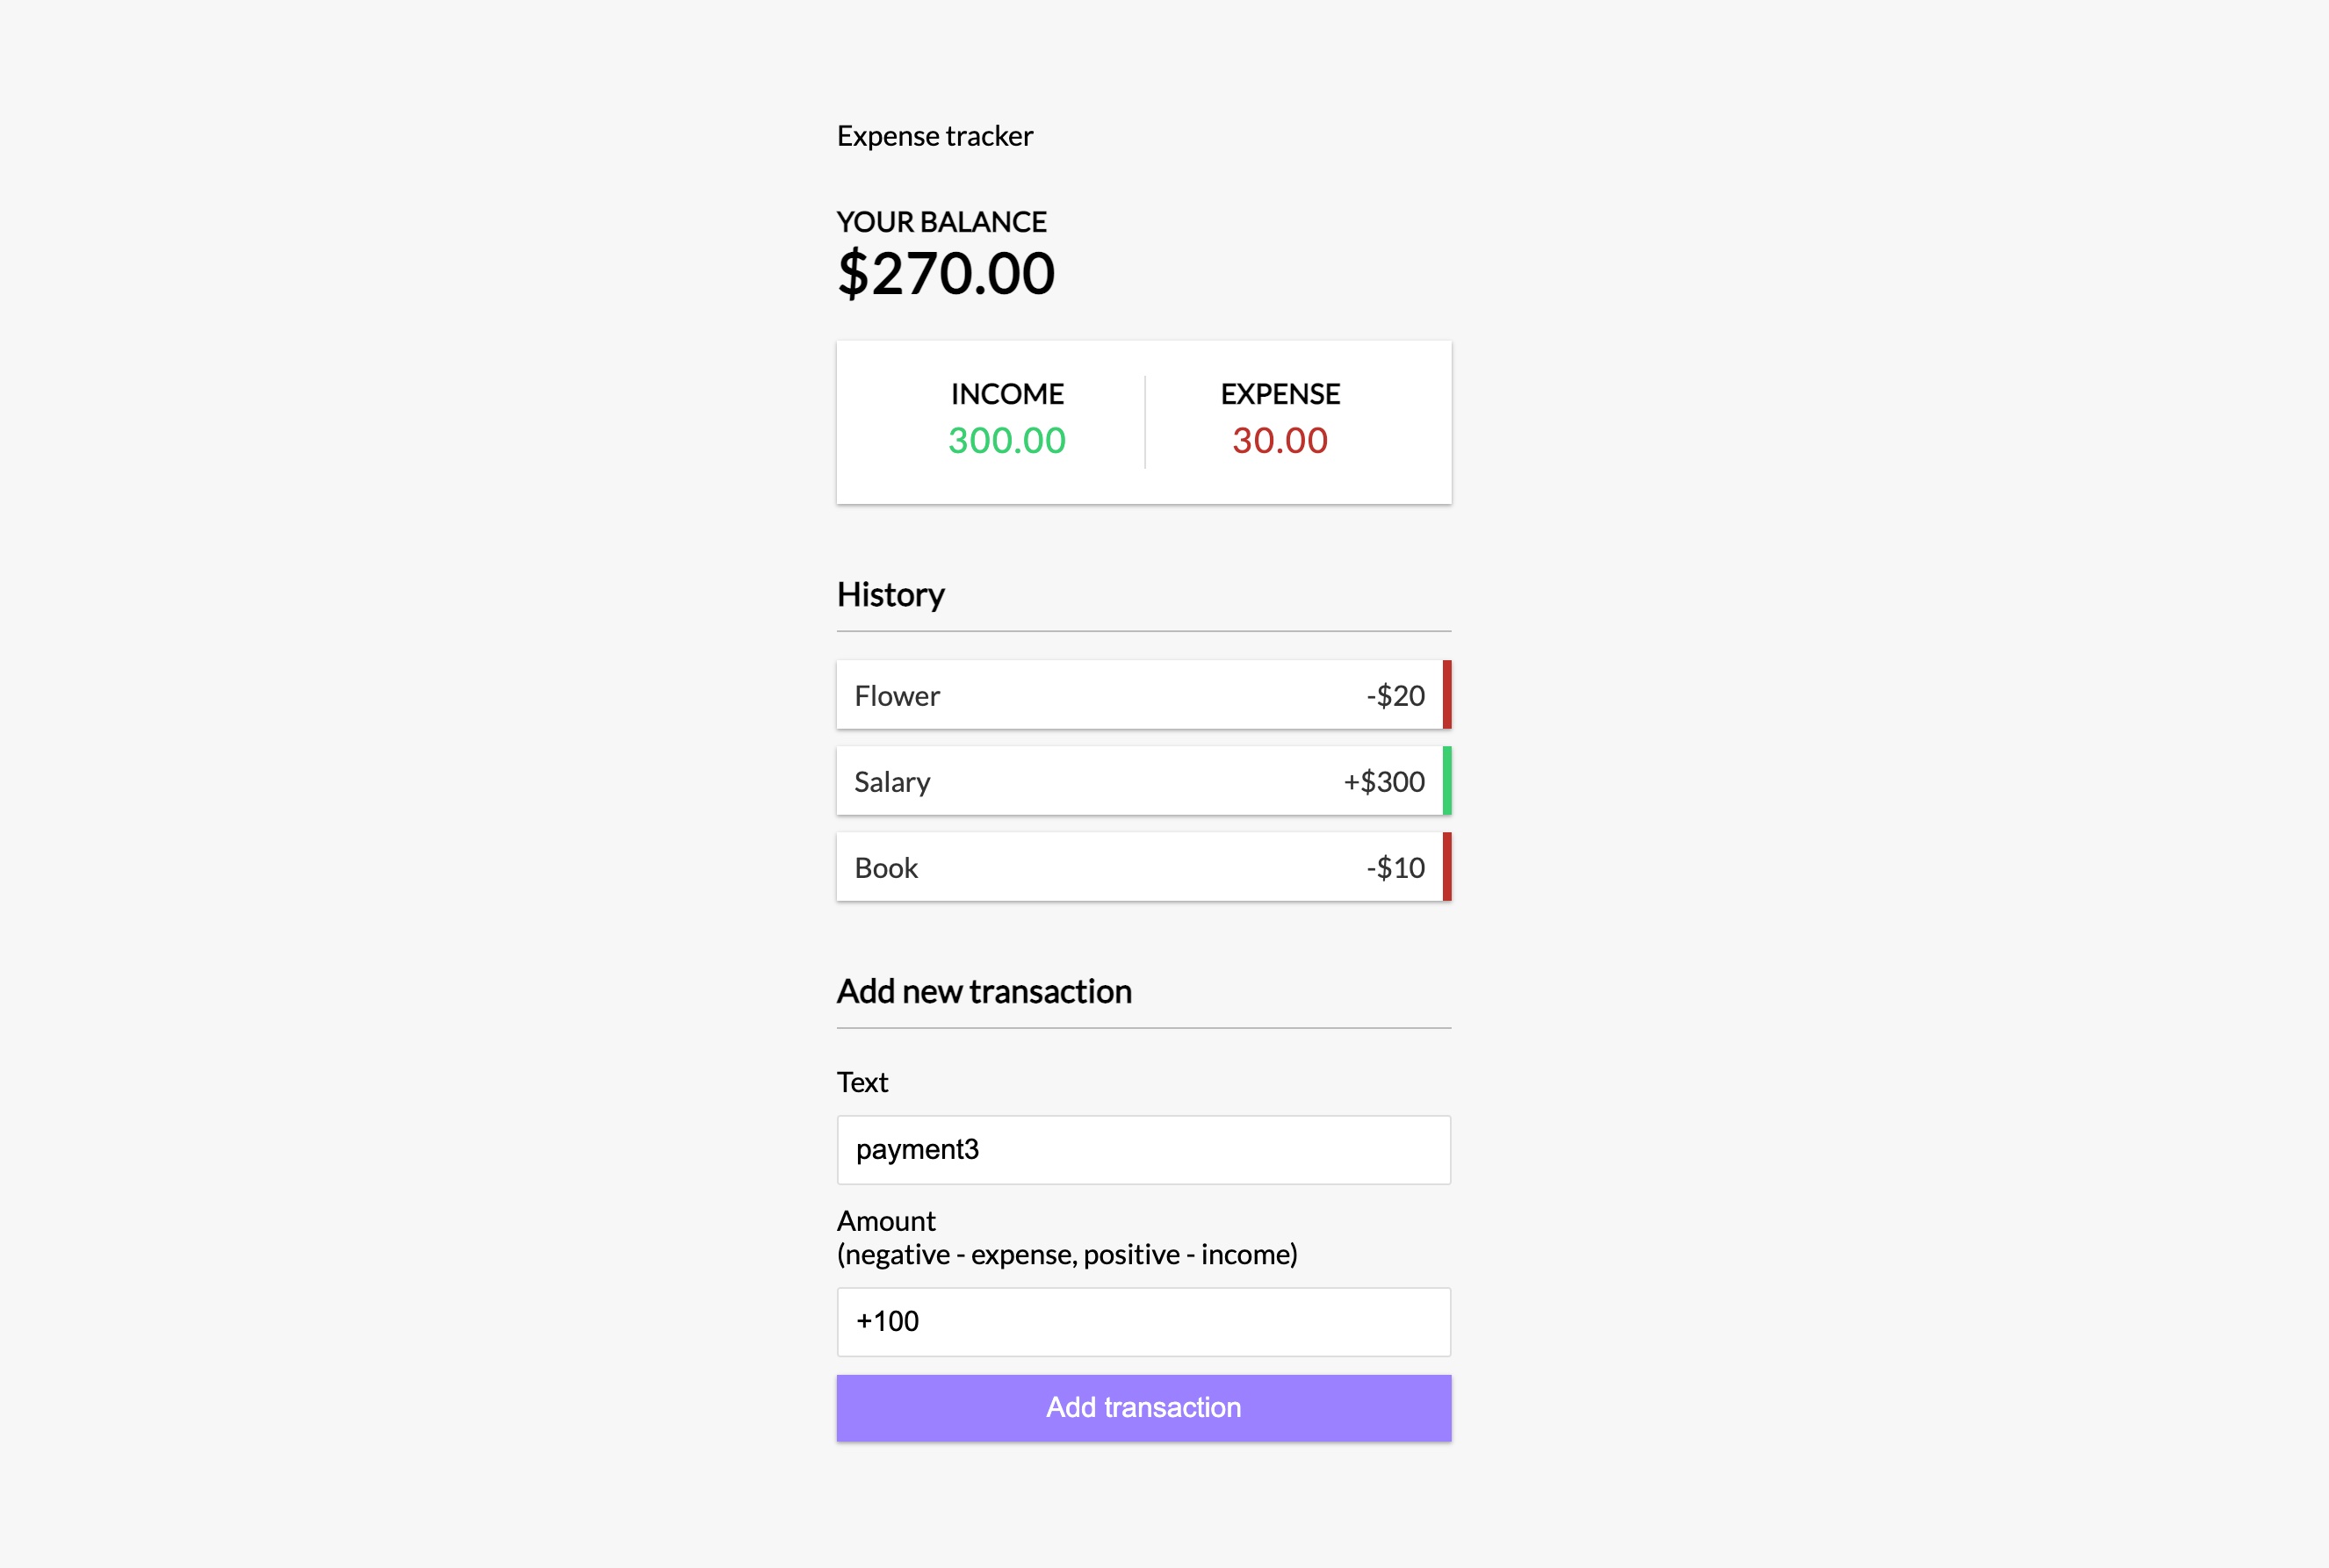 Expense tracker
YOUR BALANCE
$270.00
INCOME EXPENSE
300.00 30.00
History
Flower -$20
Salary +$300
Book -$10
Add new transaction
Text
payment3
Amount
(negative - expense, positive - income)
+100
Add transaction